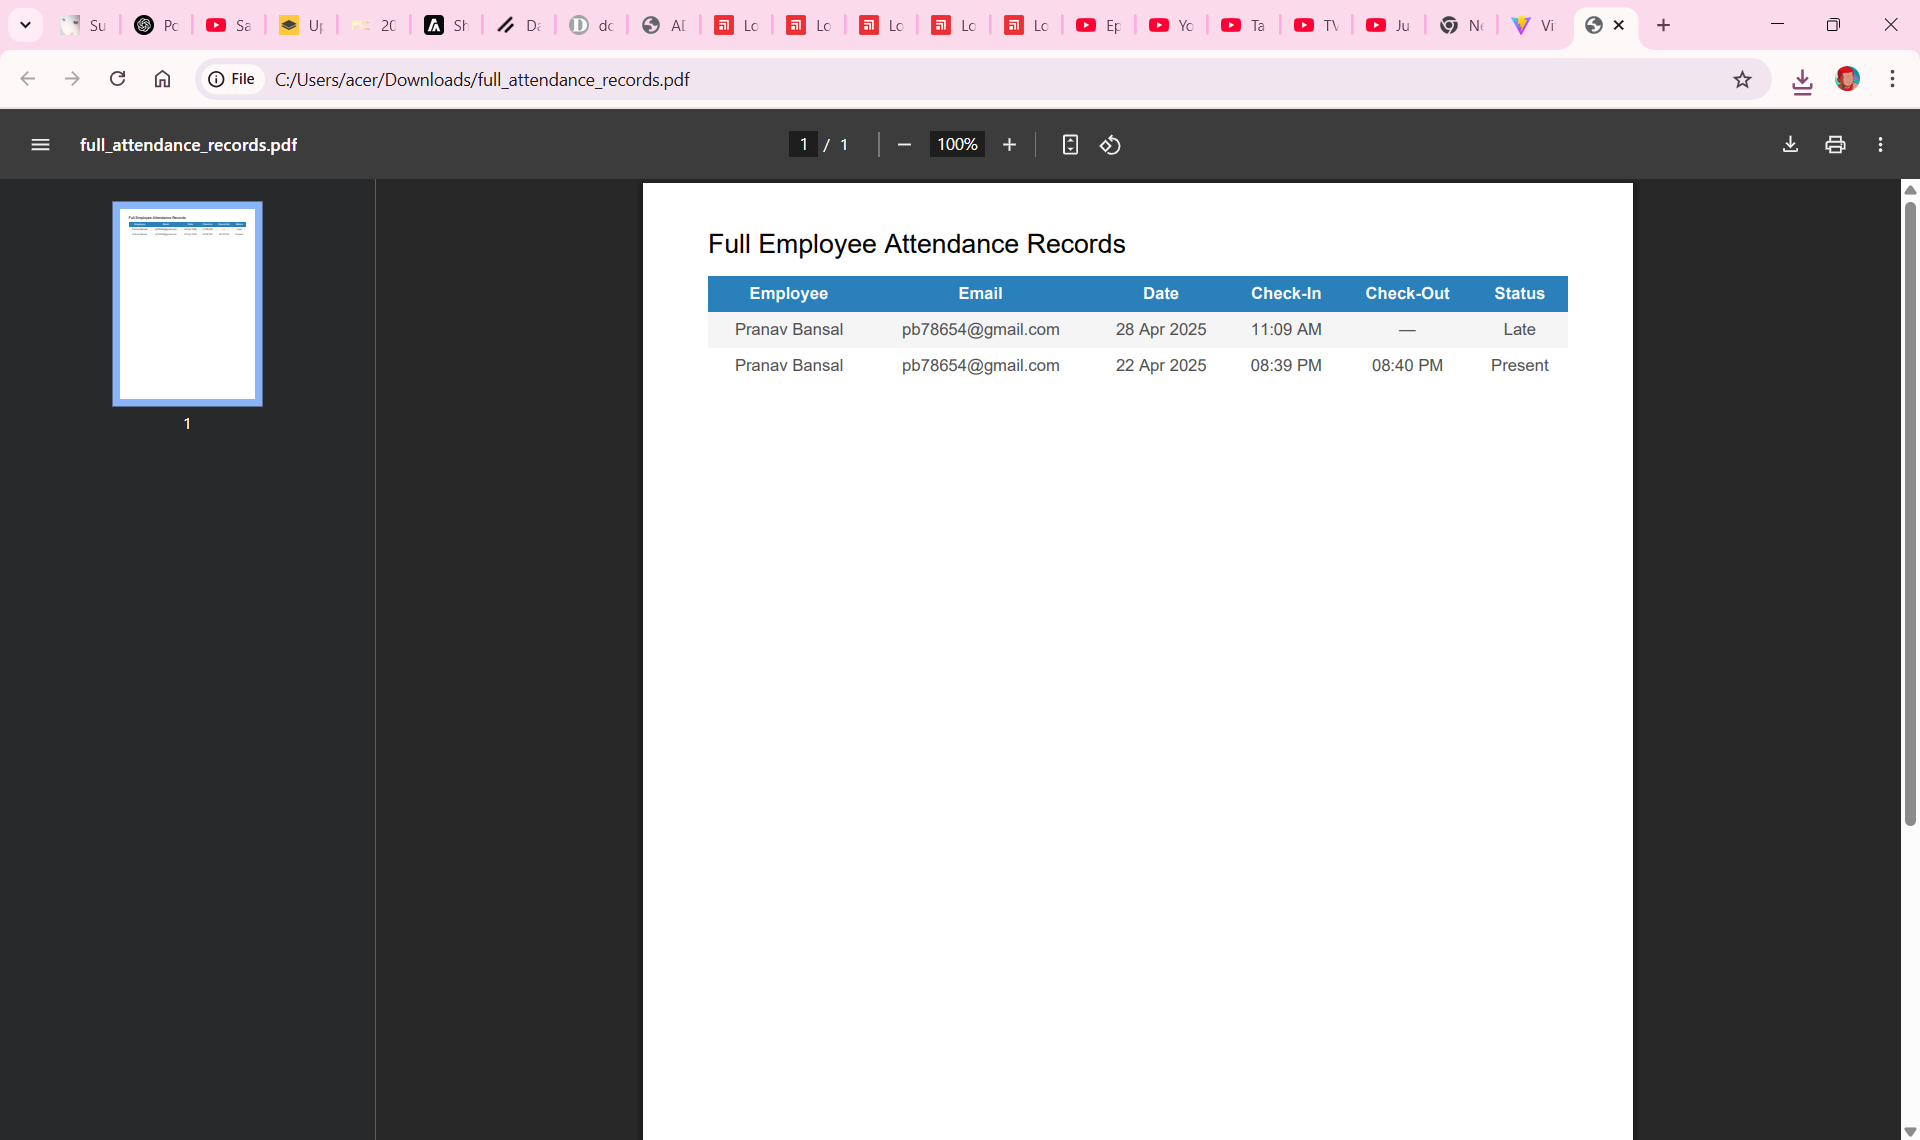 Su
Pc
Sa
20
Sh
Da
dc
Lo
Lo
Lo
Lo
Lo
Ep
Yo
Ta
TV
Ju
Ne
Vi
File
C:/Users/acer/Downloads/full_attendance_records.pdf
full_attendance_records.pdf
1 / 1
100%
1
Full Employee Attendance Records
Employee Email Date Check-In Check-Out Status
Pranav Bansal pb78654@gmail.com 28 Apr 2025 11:09 AM — Late
Pranav Bansal pb78654@gmail.com 22 Apr 2025 08:39 PM 08:40 PM Present